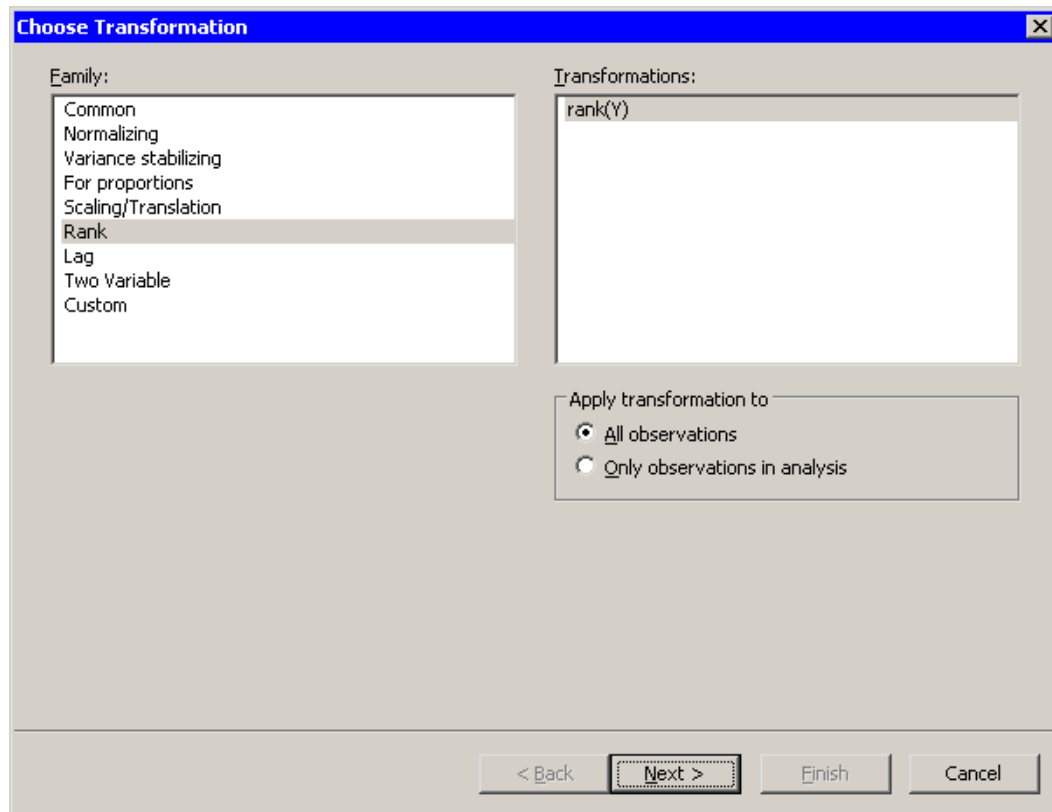 Choose Transformation
Family:
Common
Normalizing
Variance stabilizing
For proportions
Scaling/Translation
Rank
Lag
Two Variable
Custom
Transformations:
rank(Y)
Apply transformation to
All observations
Only observations in analysis
< Back
Next >
Finish
Cancel